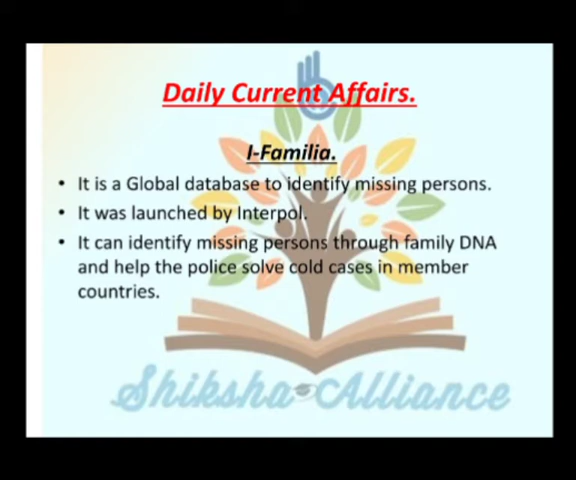 Daily Current Affairs.
I-Familia.
• It is a Global database to identify missing persons.
• It was launched by Interpol.
• It can identify missing persons through family DNA
and help the police solve cold cases in member
countries.
Shiksha Alliance